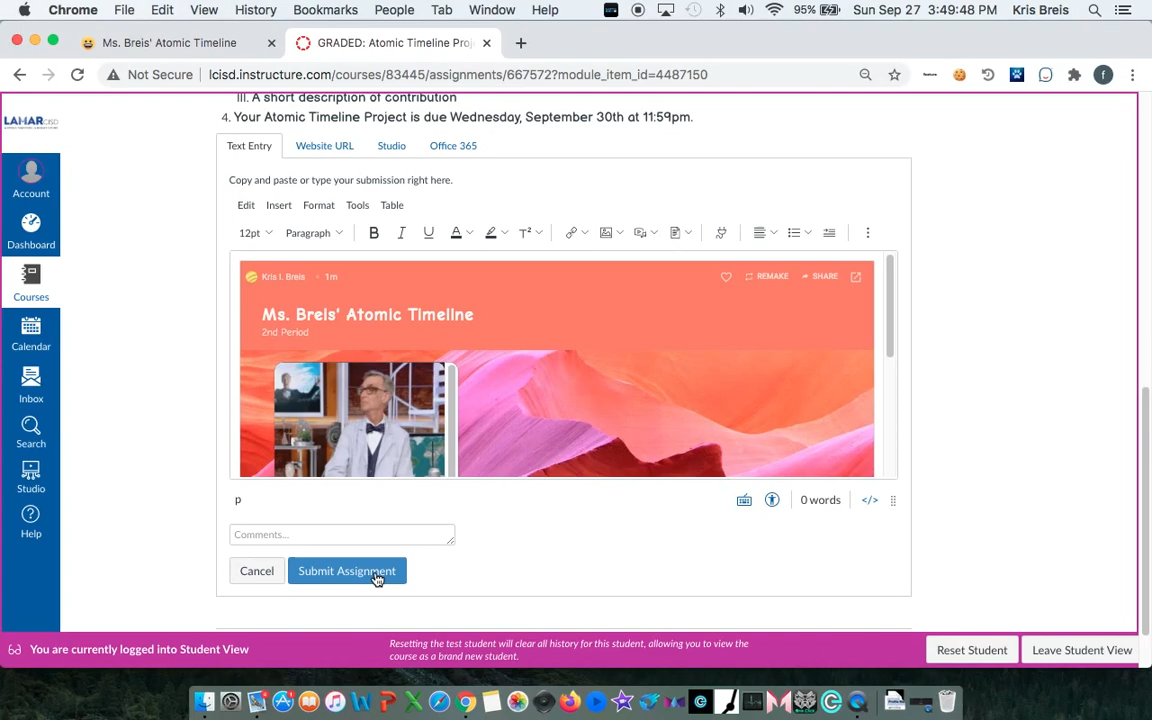 Chrome File Edit View History Bookmarks People Tab Window Help 95% Sun Sep 27 3:49:48 PM Kris Breis
Ms. Breis' Atomic Timeline
GRADED: Atomic Timeline Proj
Not Secure lcisd.instructure.com/courses/83445/assignments/667572?module_item_id=4487150
III. A short description of contribution
4. Your Atomic Timeline Project is due Wednesday, September 30th at 11:59pm.
LAMAR CISD
Account
Dashboard
Courses
Calendar
Inbox
Search
Studio
Help
Text Entry Website URL Studio Office 365
Copy and paste or type your submission right here.
Edit Insert Format Tools Table
12pt Paragraph B I U A T²
Kris I. Breis 1m REMAKE SHARE
Ms. Breis' Atomic Timeline
2nd Period
p 0 words </>
Comments...
Cancel Submit Assignment
You are currently logged into Student View
Resetting the test student will clear all history for this student, allowing you to view the
course as a brand new student.
Reset Student Leave Student View